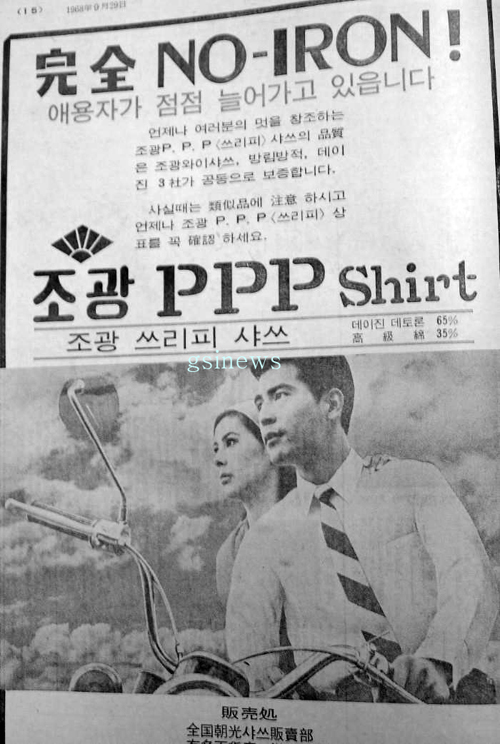 (15) 1968年9月29日
完全 NO-IRON!
애용자가 점점 늘어가고 있읍니다
언제나 여러분의 멋을 창조하는
조광P. P. P 〈쓰리피〉 샤쓰의 品質
은 조광와이샤쓰, 방림방적, 데이
진 3社가 공동으로 보증합니다.
사실때는 類似品에 注意 하시고
언제나 조광 P. P. P 〈쓰리피〉 상
표를 꼭 確認 하세요.
조광 PPP Shirt
조광 쓰리피 샤쓰
데이진 데토론 65%
高級綿 35%
gsinews
販売処
全国朝光샤쓰販賣部